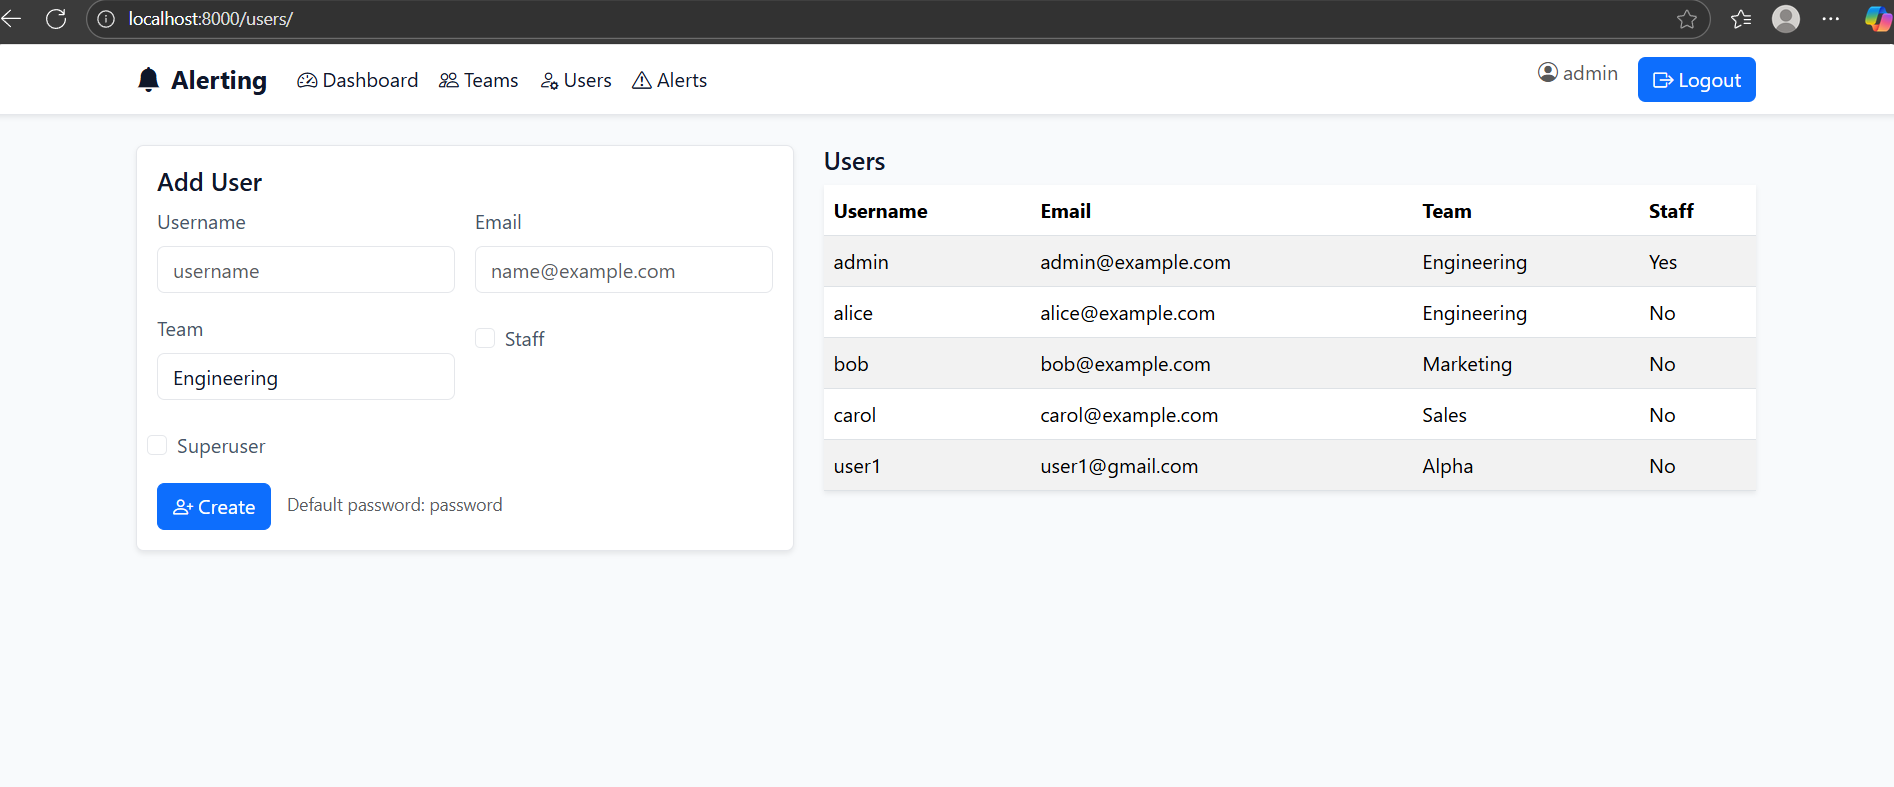 localhost:8000/users/
Alerting Dashboard Teams Users Alerts admin Logout
Add User
Username Email
username name@example.com
Team Staff
Engineering
Superuser
Create Default password: password
Users
Username Email Team Staff
admin admin@example.com Engineering Yes
alice alice@example.com Engineering No
bob bob@example.com Marketing No
carol carol@example.com Sales No
user1 user1@gmail.com Alpha No